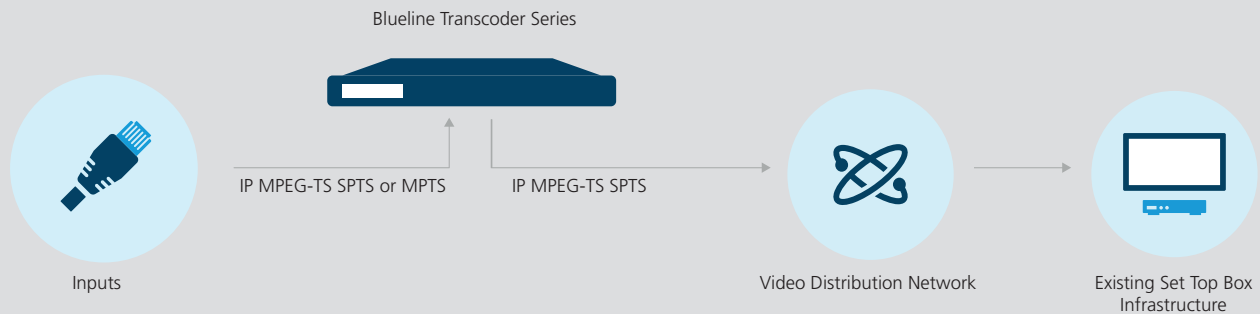 Blueline Transcoder Series
IP MPEG-TS SPTS or MPTS
IP MPEG-TS SPTS
Inputs
Video Distribution Network
Existing Set Top Box
Infrastructure